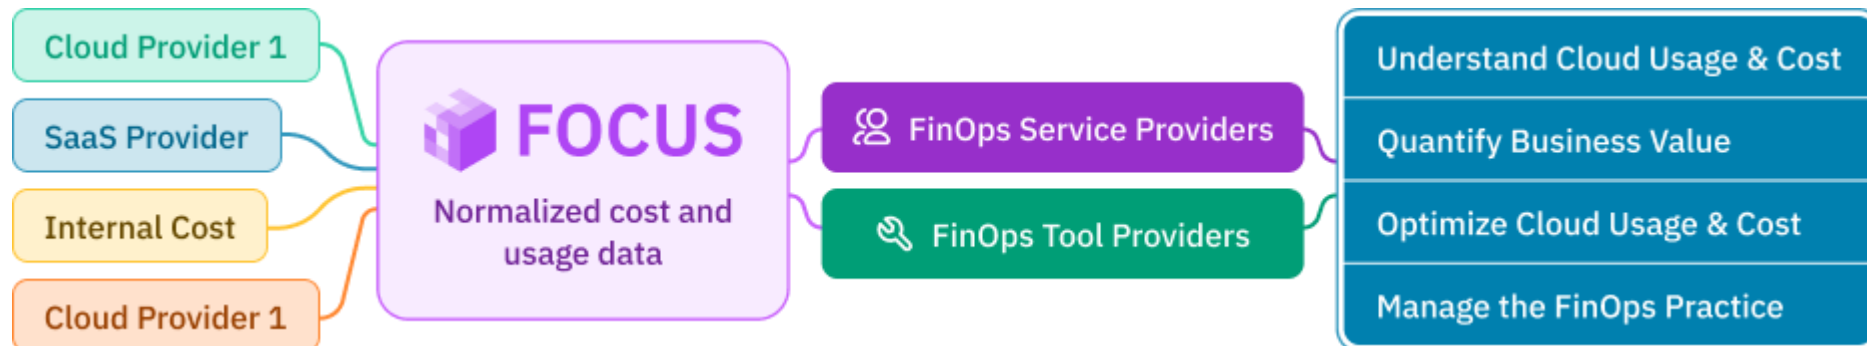 Cloud Provider 1
SaaS Provider
Internal Cost
Cloud Provider 1
FOCUS
Normalized cost and
usage data
FinOps Service Providers
FinOps Tool Providers
Understand Cloud Usage & Cost
Quantify Business Value
Optimize Cloud Usage & Cost
Manage the FinOps Practice